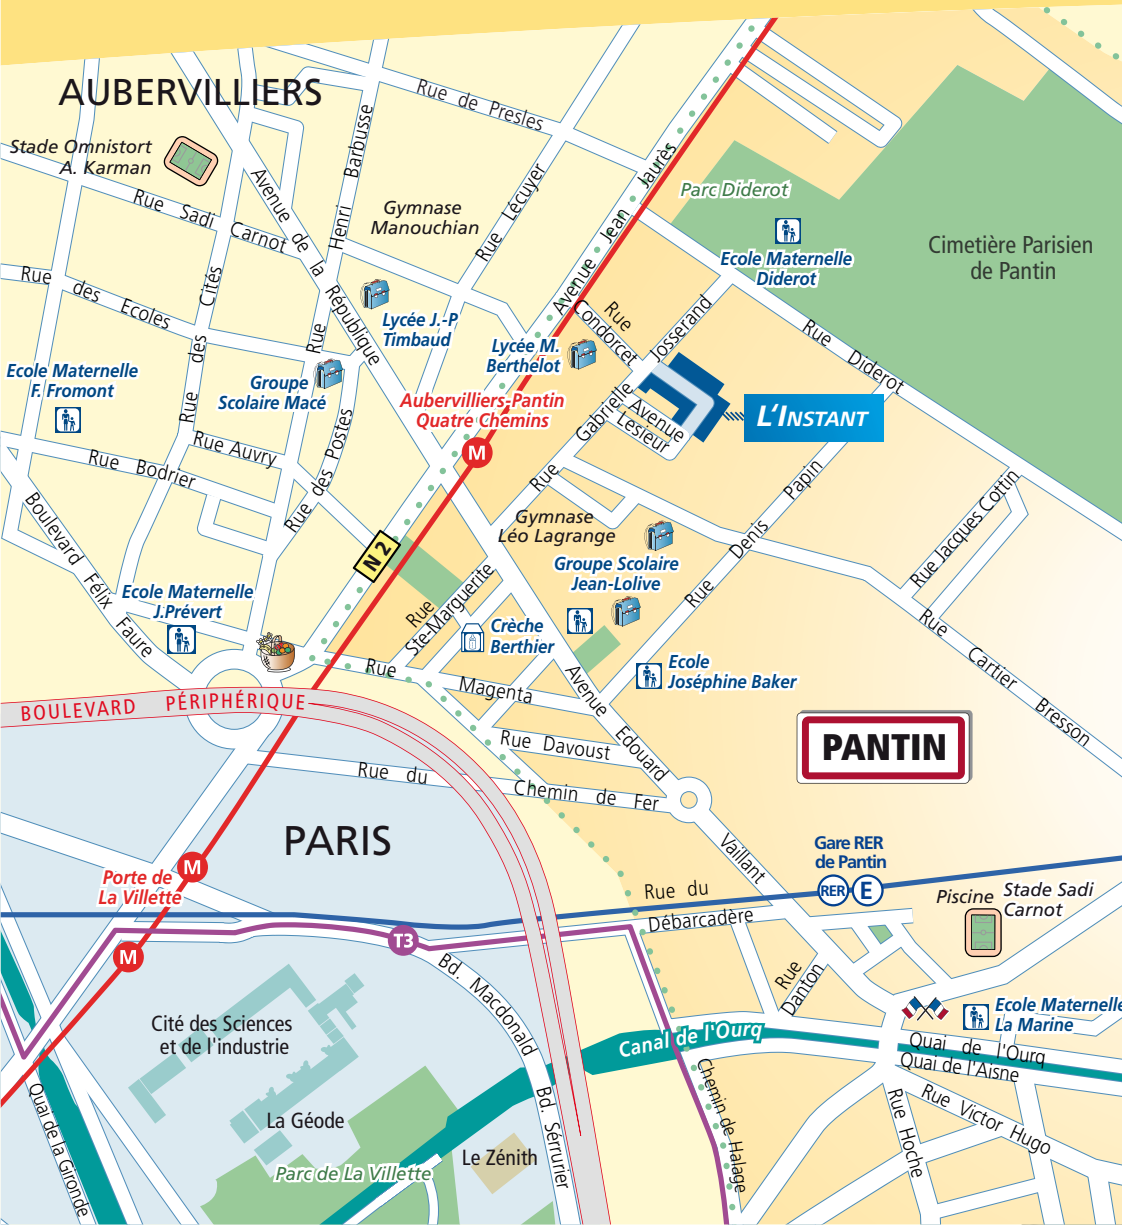 AUBERVILLIERS
Rue de Presles
Stade Omnistort
A. Karman
Rue Sadi Carnot
Avenue de la République
Rue Henri Barbusse
Gymnase
Manouchian
Rue Lécuyer
Avenue Jean Jaurès
Parc Diderot
Ecole Maternelle
Diderot
Cimetière Parisien
de Pantin
Rue des Ecoles
Rue des Cités
Lycée J.-P
Timbaud
Rue
Condorcet
Rue Gabrielle Josserand
Rue Diderot
Lycée M.
Berthelot
Ecole Maternelle
F. Fromont
Groupe
Scolaire Macé
Aubervilliers-Pantin
Quatre Chemins
M
Avenue
Lesieur
L'INSTANT
Rue Auvry
Rue des Postes
Rue Bodrier
Boulevard Félix Faure
N 2
Gymnase
Léo Lagrange
Rue Denis Papin
Rue Jacques Cottin
Groupe Scolaire
Jean-Lolive
Ecole Maternelle
J.Prévert
Rue
Ste-Marguerite
Crèche
Berthier
Rue Cartier Bresson
Ecole
Joséphine Baker
Rue Magenta
Avenue Edouard Vaillant
BOULEVARD PÉRIPHÉRIQUE
Rue Davoust
PANTIN
Rue du Chemin de Fer
PARIS
Gare RER
de Pantin
RER
E
M
Porte de
La Villette
Rue du
Débarcadère
Piscine
Stade Sadi
Carnot
T3
M
Bd. Macdonald
Rue
Danton
Cité des Sciences
et de l'industrie
Ecole Maternelle
La Marine
Canal de l'Ourq
Quai de l'Ourq
Quai de l'Aisne
Quai de la Gironde
La Géode
Bd. Sérrurier
Chemin de Halage
Rue Hoche
Rue Victor Hugo
Le Zénith
Parc de La Villette